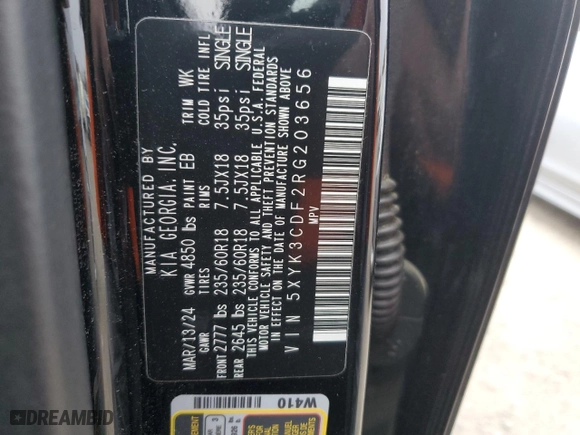 MANUFACTURED BY
KIA GEORGIA, INC.
MAR/13/24 GVWR 4850 lbs PAINT EB TRIM WK
GAWR TIRES RIMS COLD TIRE INFL
FRONT 2777 lbs 235/60R18 7.5JX18 35psi SINGLE
REAR 2645 lbs 235/60R18 7.5JX18 35psi SINGLE
THIS VEHICLE CONFORMS TO ALL APPLICABLE U.S.A. FEDERAL
MOTOR VEHICLE SAFETY AND THEFT PREVENTION STANDARDS
IN EFFECT ON THE DATE OF MANUFACTURE SHOWN ABOVE
VIN 5XYK3CDF2RG203656
MPV
W410
DREAMBID